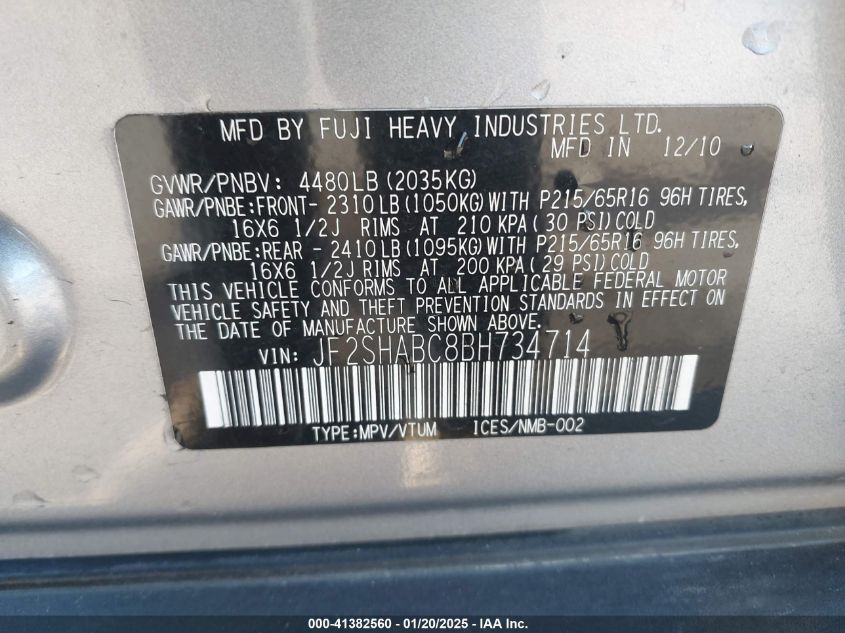 MFD BY FUJI HEAVY INDUSTRIES LTD.
MFD IN 12/10
GVWR/PNBV: 4480LB (2035KG)
GAWR/PNBE:FRONT- 2310LB (1050KG) WITH P215/65R16 96H TIRES,
16X6 1/2J RIMS AT 210 KPA (30 PSI) COLD
GAWR/PNBE:REAR - 2410LB (1095KG) WITH P215/65R16 96H TIRES,
16X6 1/2J RIMS AT 200 KPA (29 PSI) COLD
THIS VEHICLE CONFORMS TO ALL APPLICABLE FEDERAL MOTOR
VEHICLE SAFETY AND THEFT PREVENTION STANDARDS IN EFFECT ON
THE DATE OF MANUFACTURE SHOWN ABOVE.
VIN: JF2SHABC8BH734714
TYPE:MPV/VTUM ICES/NMB-002
000-41382560 - 01/20/2025 - IAA Inc.